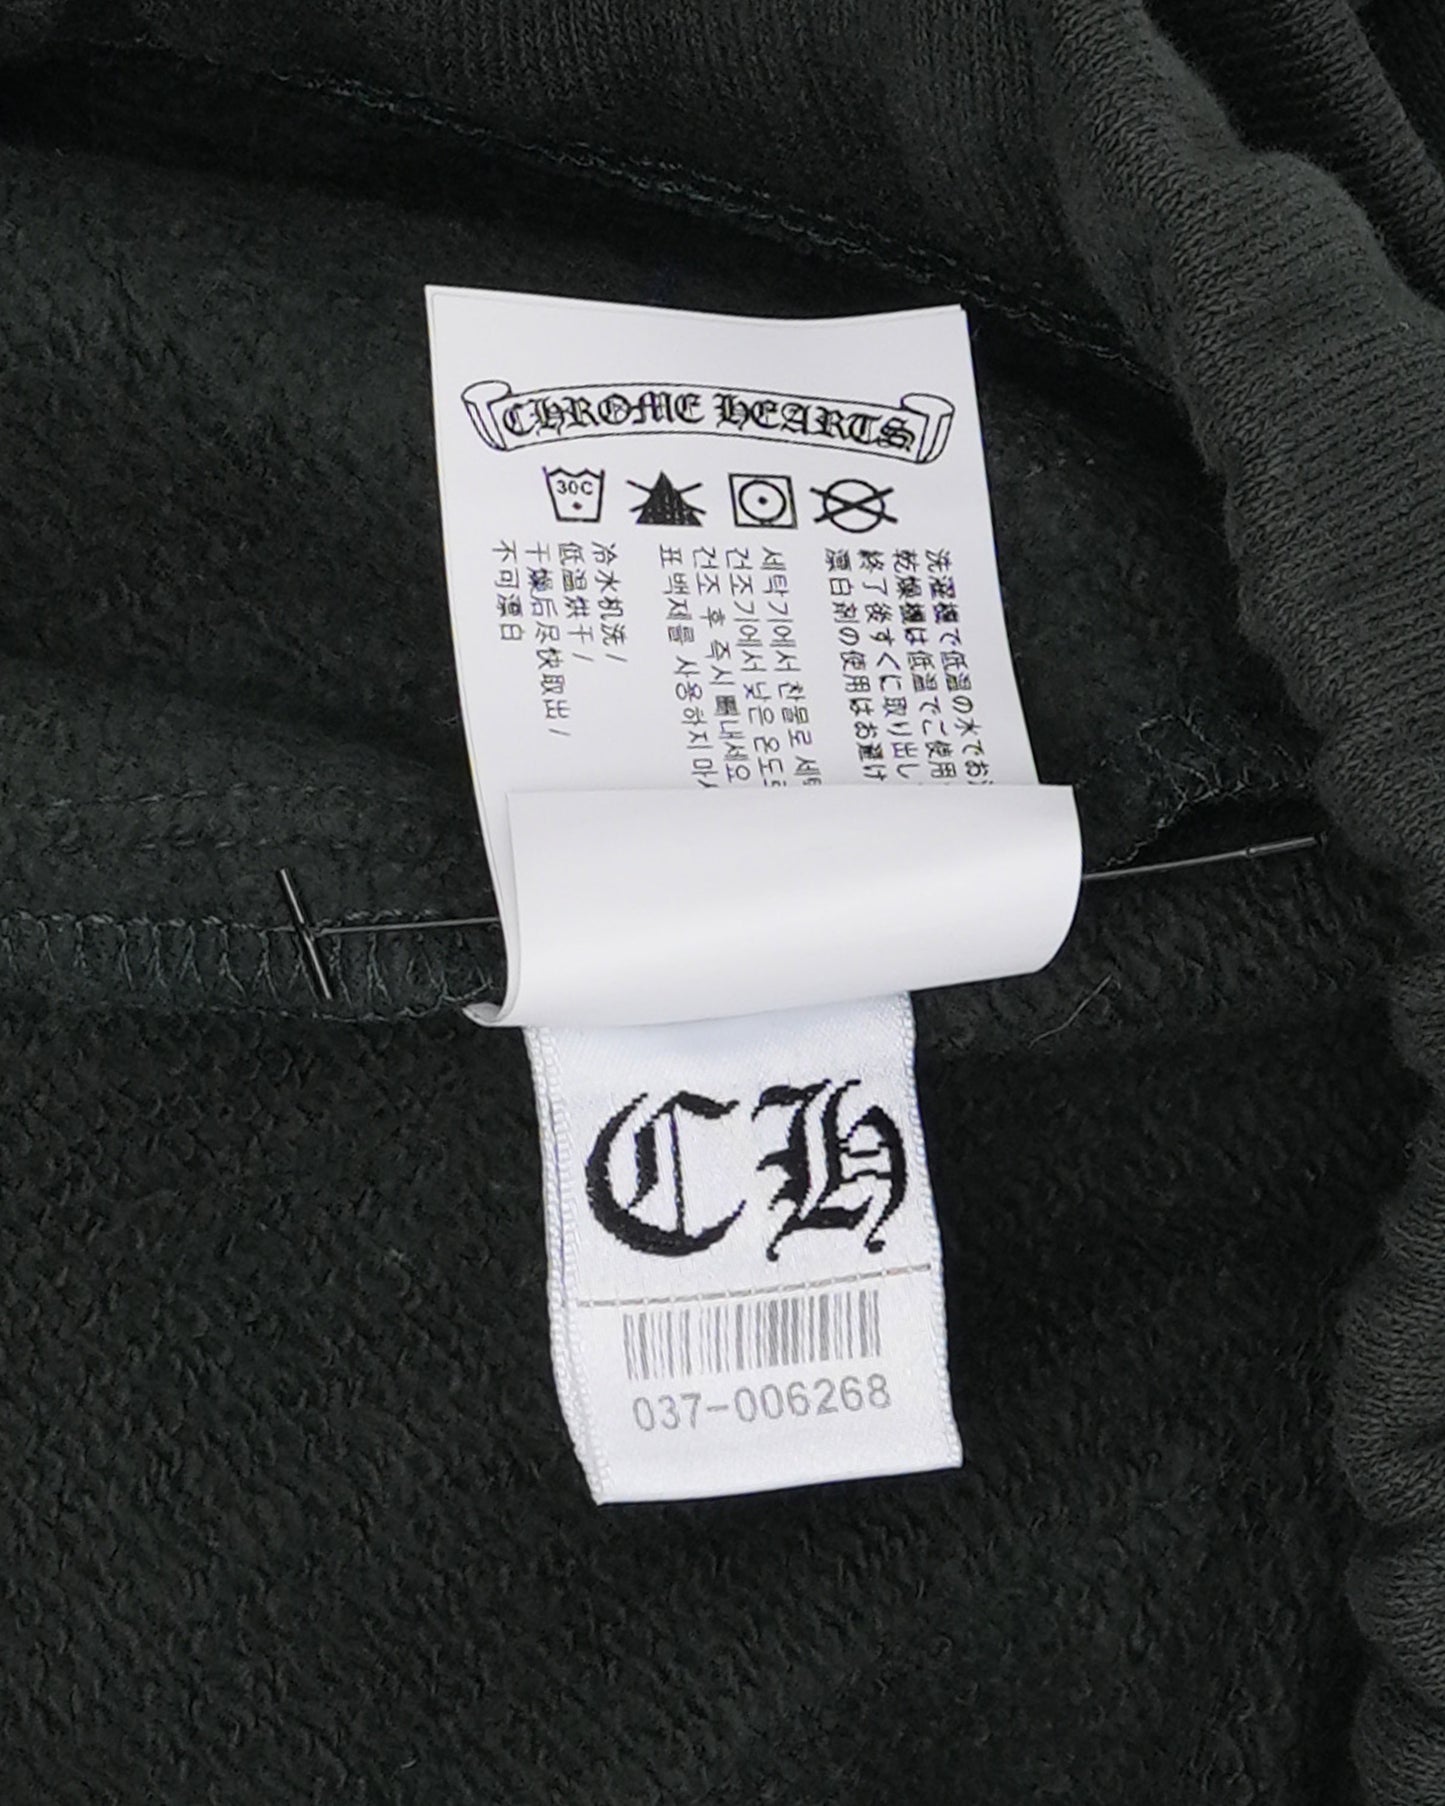 CHROME HEARTS
30C
洗濯機で低温の水でお
乾燥機は低温でご使用
終了後すぐに取り出し
漂白剤の使用はお避け
세탁기에서 찬물로 세탁
건조기에서 낮은 온도로
건조 후 즉시 빼내세요
표백제를 사용하지 마시
冷水机洗/
低温烘干/
干燥后尽快取出/
不可漂白
CH
037-006268